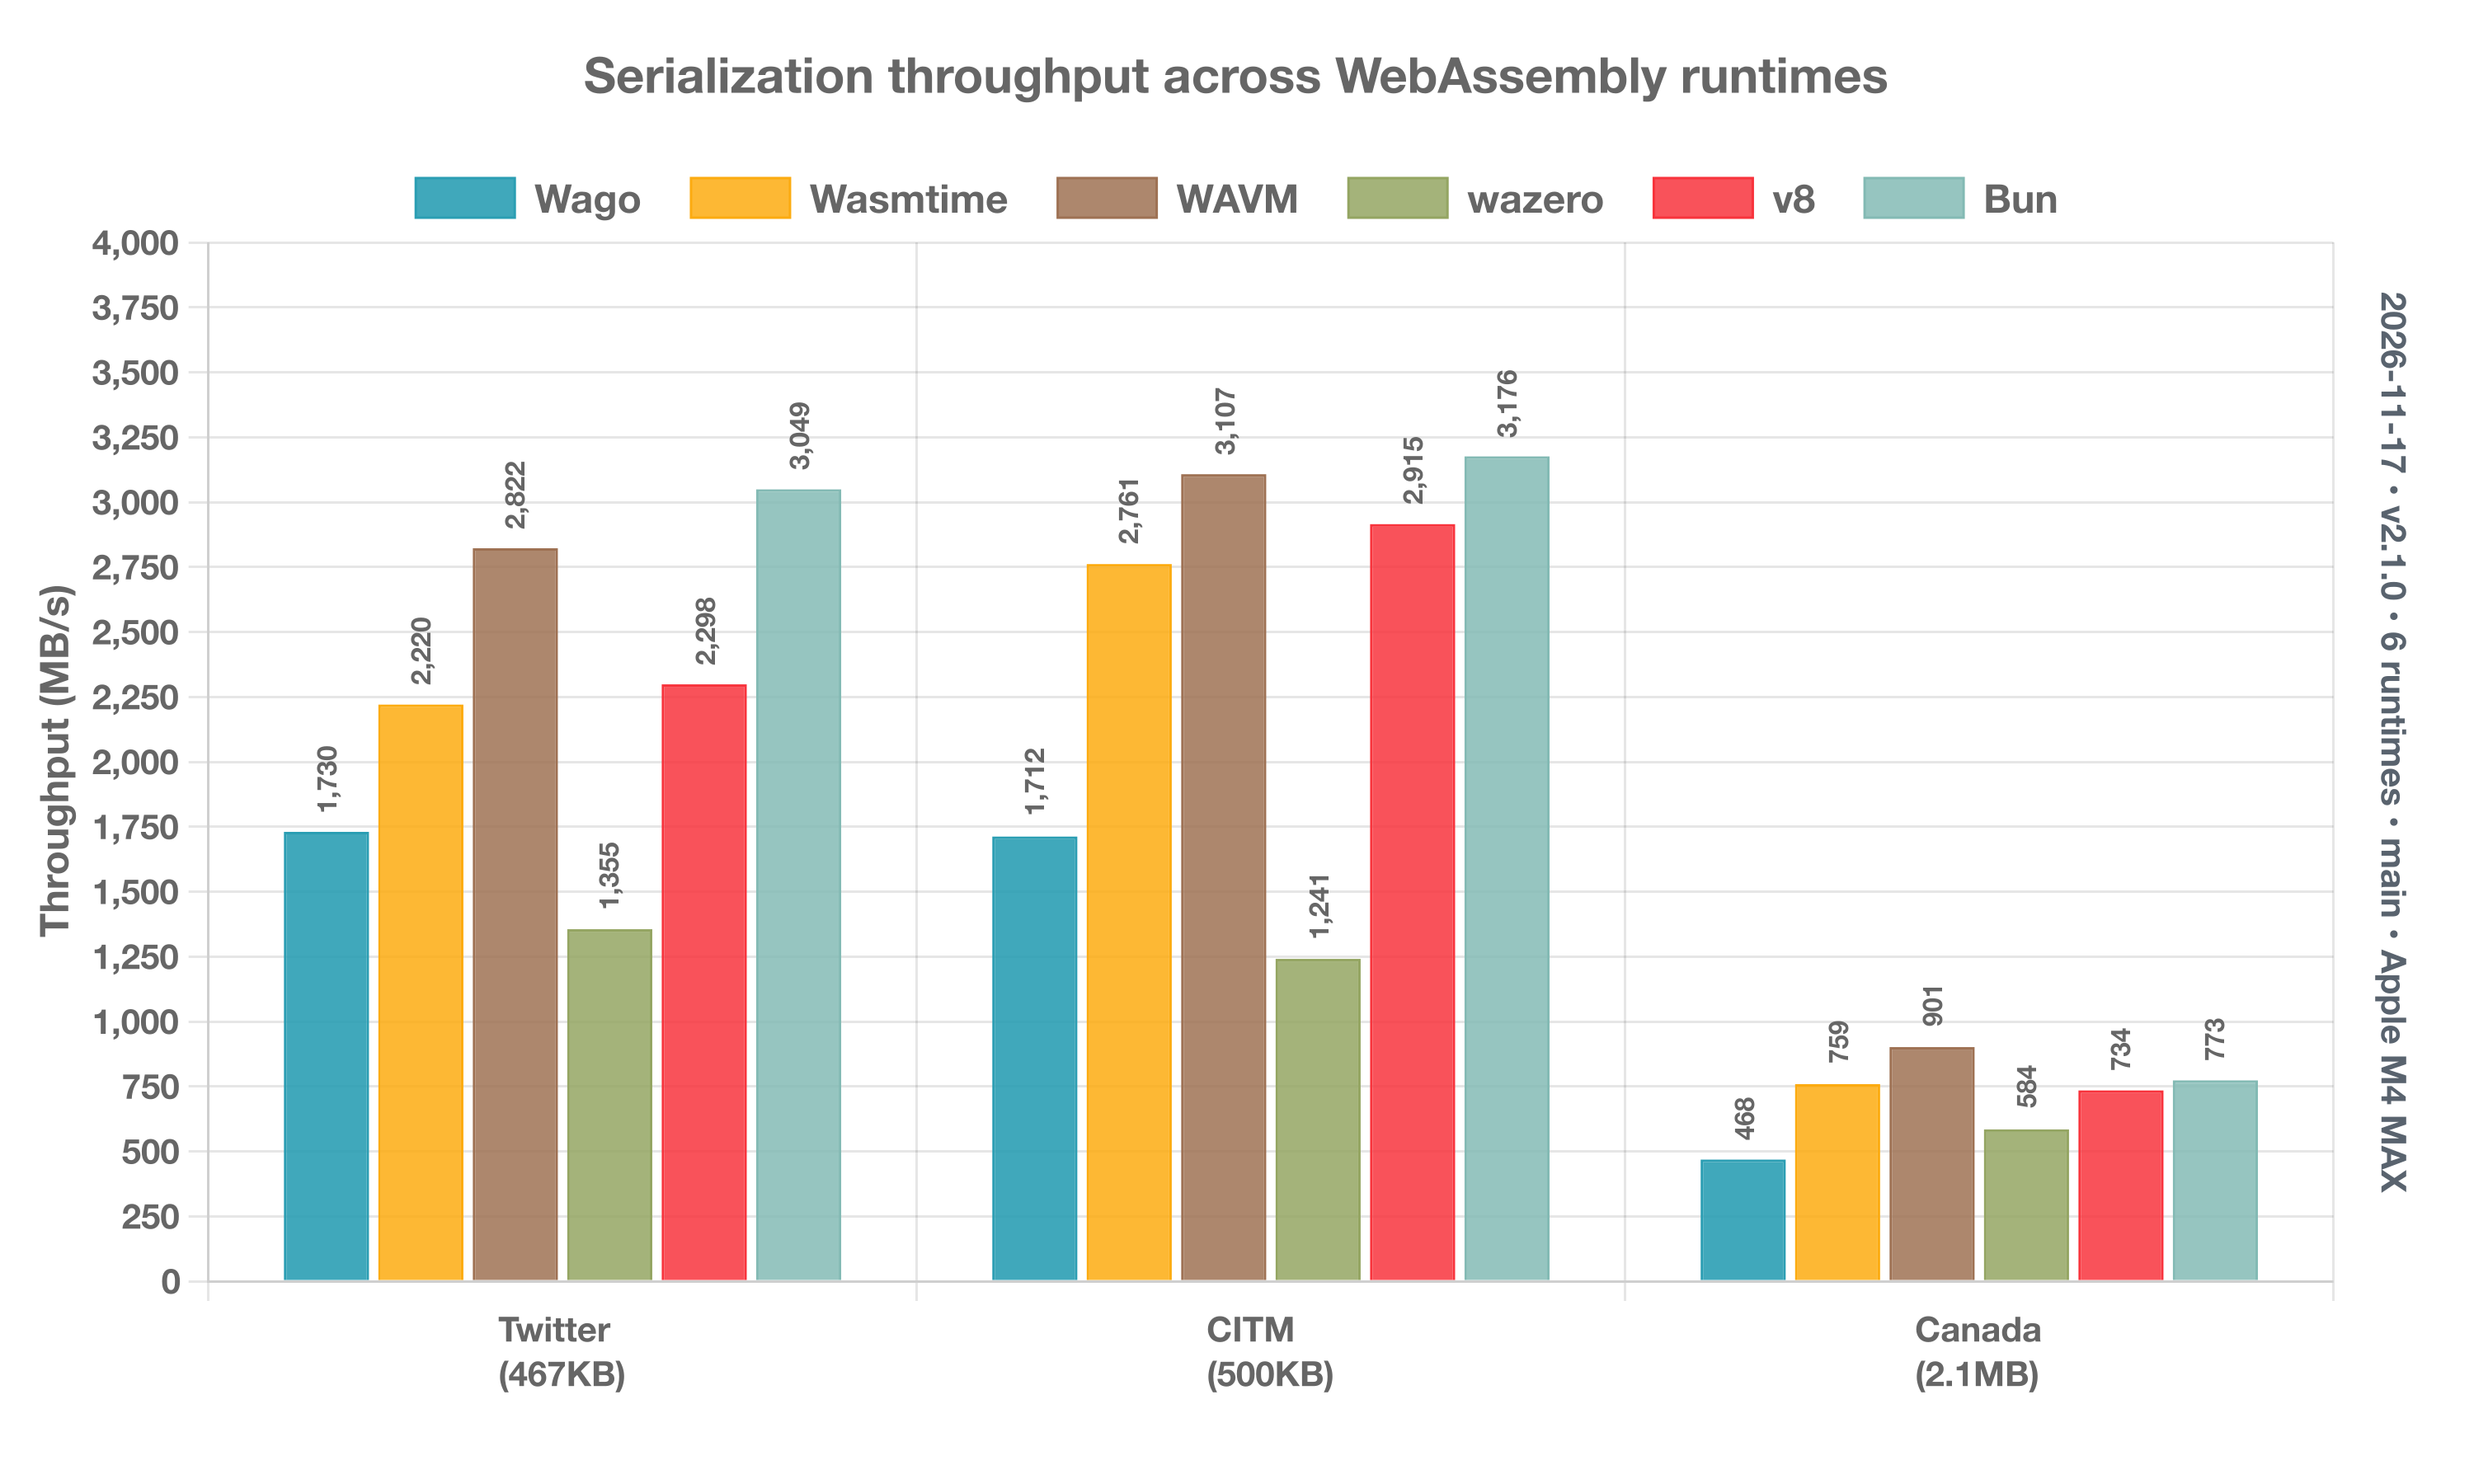 Serialization throughput across WebAssembly runtimes
Wago
Wasmtime
WAVM
wazero
v8
Bun
Throughput (MB/s)
4,000
3,750
3,500
3,250
3,000
2,750
2,500
2,250
2,000
1,750
1,500
1,250
1,000
750
500
250
0
1,730
2,220
2,822
1,355
2,298
3,049
1,712
2,761
3,107
1,241
2,915
3,176
468
759
901
584
734
773
Twitter
(467KB)
CITM
(500KB)
Canada
(2.1MB)
2026-11-17 • v2.1.0 • 6 runtimes • main • Apple M4 MAX